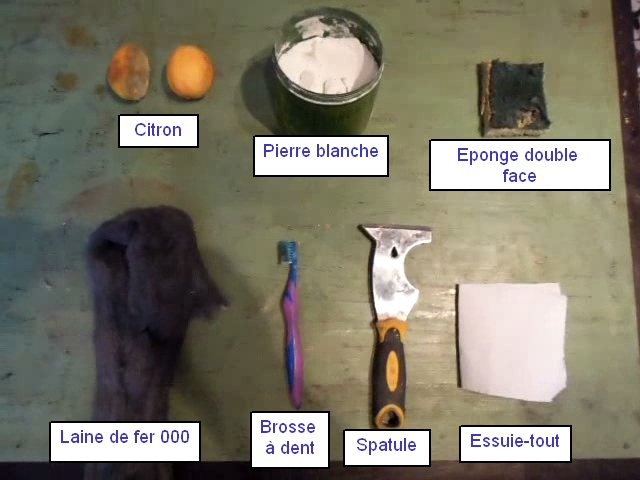 Citron
Pierre blanche
Eponge double
face
Laine de fer 000
Brosse
à dent
Spatule
Essuie-tout